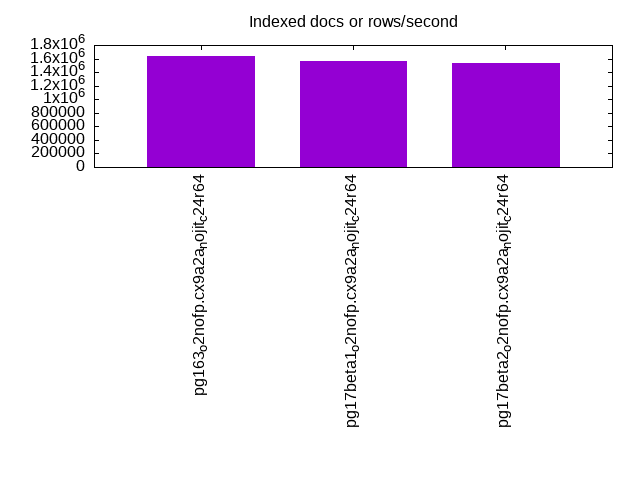 Indexed docs or rows/second
1.8x10^6
1.6x10^6
1.4x10^6
1.2x10^6
1x10^6
800000
600000
400000
200000
0
pg163_o2nofp.cx9a2a_nojit_c24r64
pg17beta1_o2nofp.cx9a2a_nojit_c24r64
pg17beta2_o2nofp.cx9a2a_nojit_c24r64